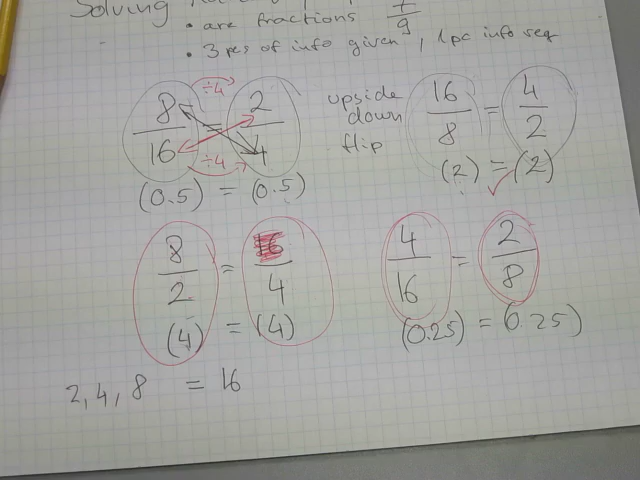 Solving
• are fractions 7/9
• 3 pcs of info given, 1 pc info req
÷4
8/16 = 2/4
÷4
(0.5) = (0.5)
upside
down
flip
16/8 = 4/2
(2) = (2) ✓
8/2 = 16/4
(4) = (4)
4/16 = 2/8
(0.25) = 0.25)
2, 4, 8 = 16